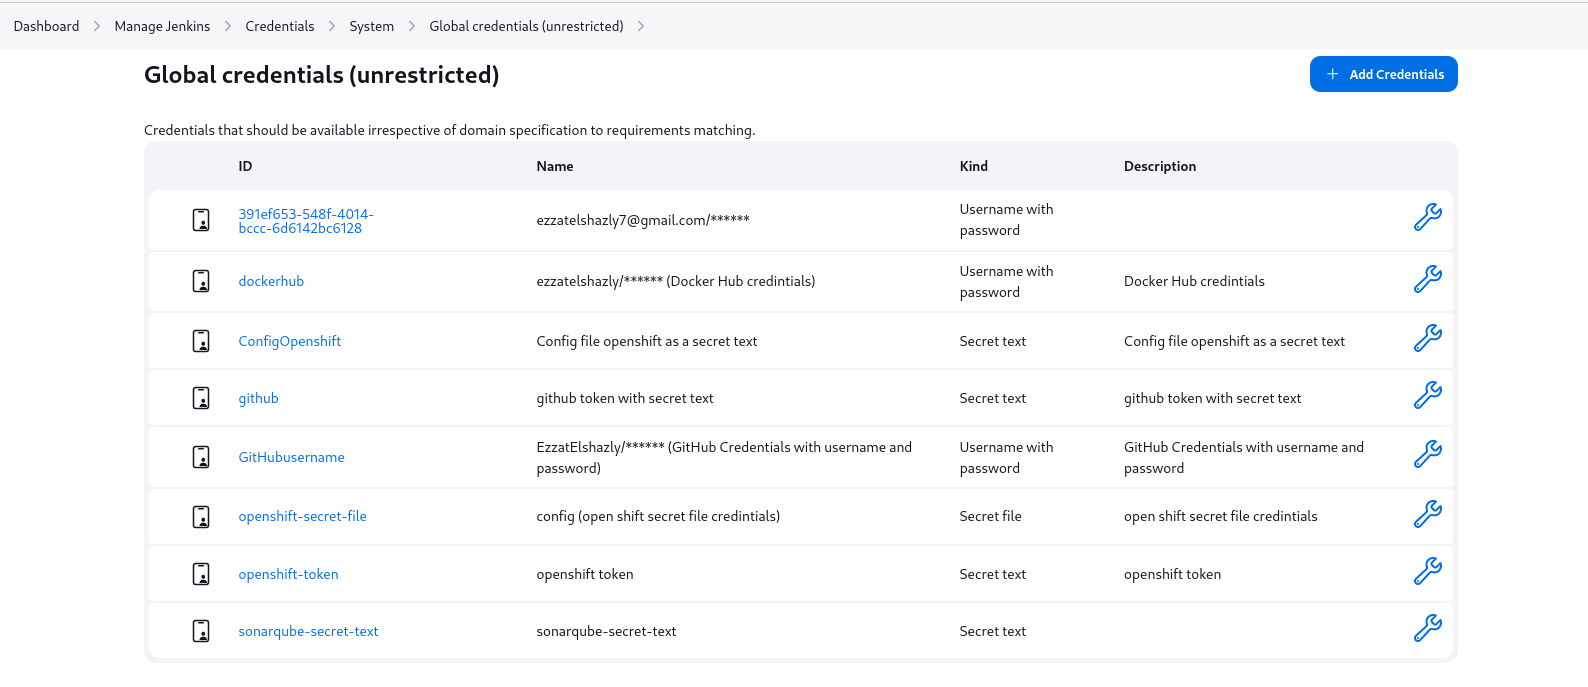 Dashboard > Manage Jenkins > Credentials > System > Global credentials (unrestricted) >
Global credentials (unrestricted)
+ Add Credentials
Credentials that should be available irrespective of domain specification to requirements matching.
ID Name Kind Description
391ef653-548f-4014-
bccc-6d6142bc6128
ezzatelshazly7@gmail.com/******
Username with
password
dockerhub
ezzatelshazly/****** (Docker Hub credintials)
Username with
password
Docker Hub credintials
ConfigOpenshift
Config file openshift as a secret text
Secret text
Config file openshift as a secret text
github
github token with secret text
Secret text
github token with secret text
GitHubusername
EzzatElshazly/****** (GitHub Credentials with username and
password)
Username with
password
GitHub Credentials with username and
password
openshift-secret-file
config (open shift secret file credintials)
Secret file
open shift secret file credintials
openshift-token
openshift token
Secret text
openshift token
sonarqube-secret-text
sonarqube-secret-text
Secret text